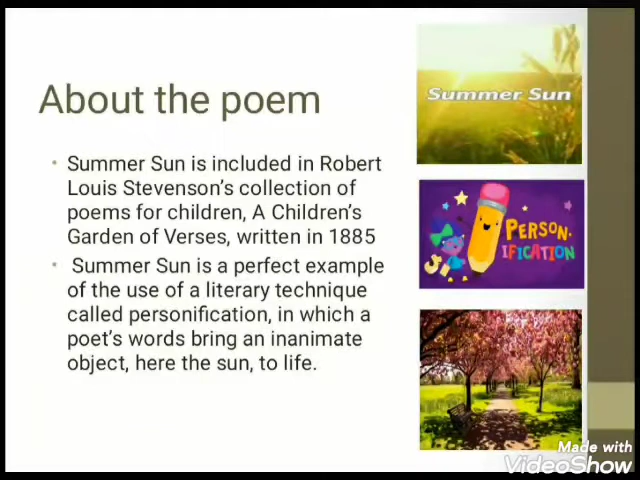 About the poem
• Summer Sun is included in Robert
Louis Stevenson's collection of
poems for children, A Children's
Garden of Verses, written in 1885
• Summer Sun is a perfect example
of the use of a literary technique
called personification, in which a
poet's words bring an inanimate
object, here the sun, to life.
Summer Sun
PERSON-
IFICATION
Made with
VideoShow